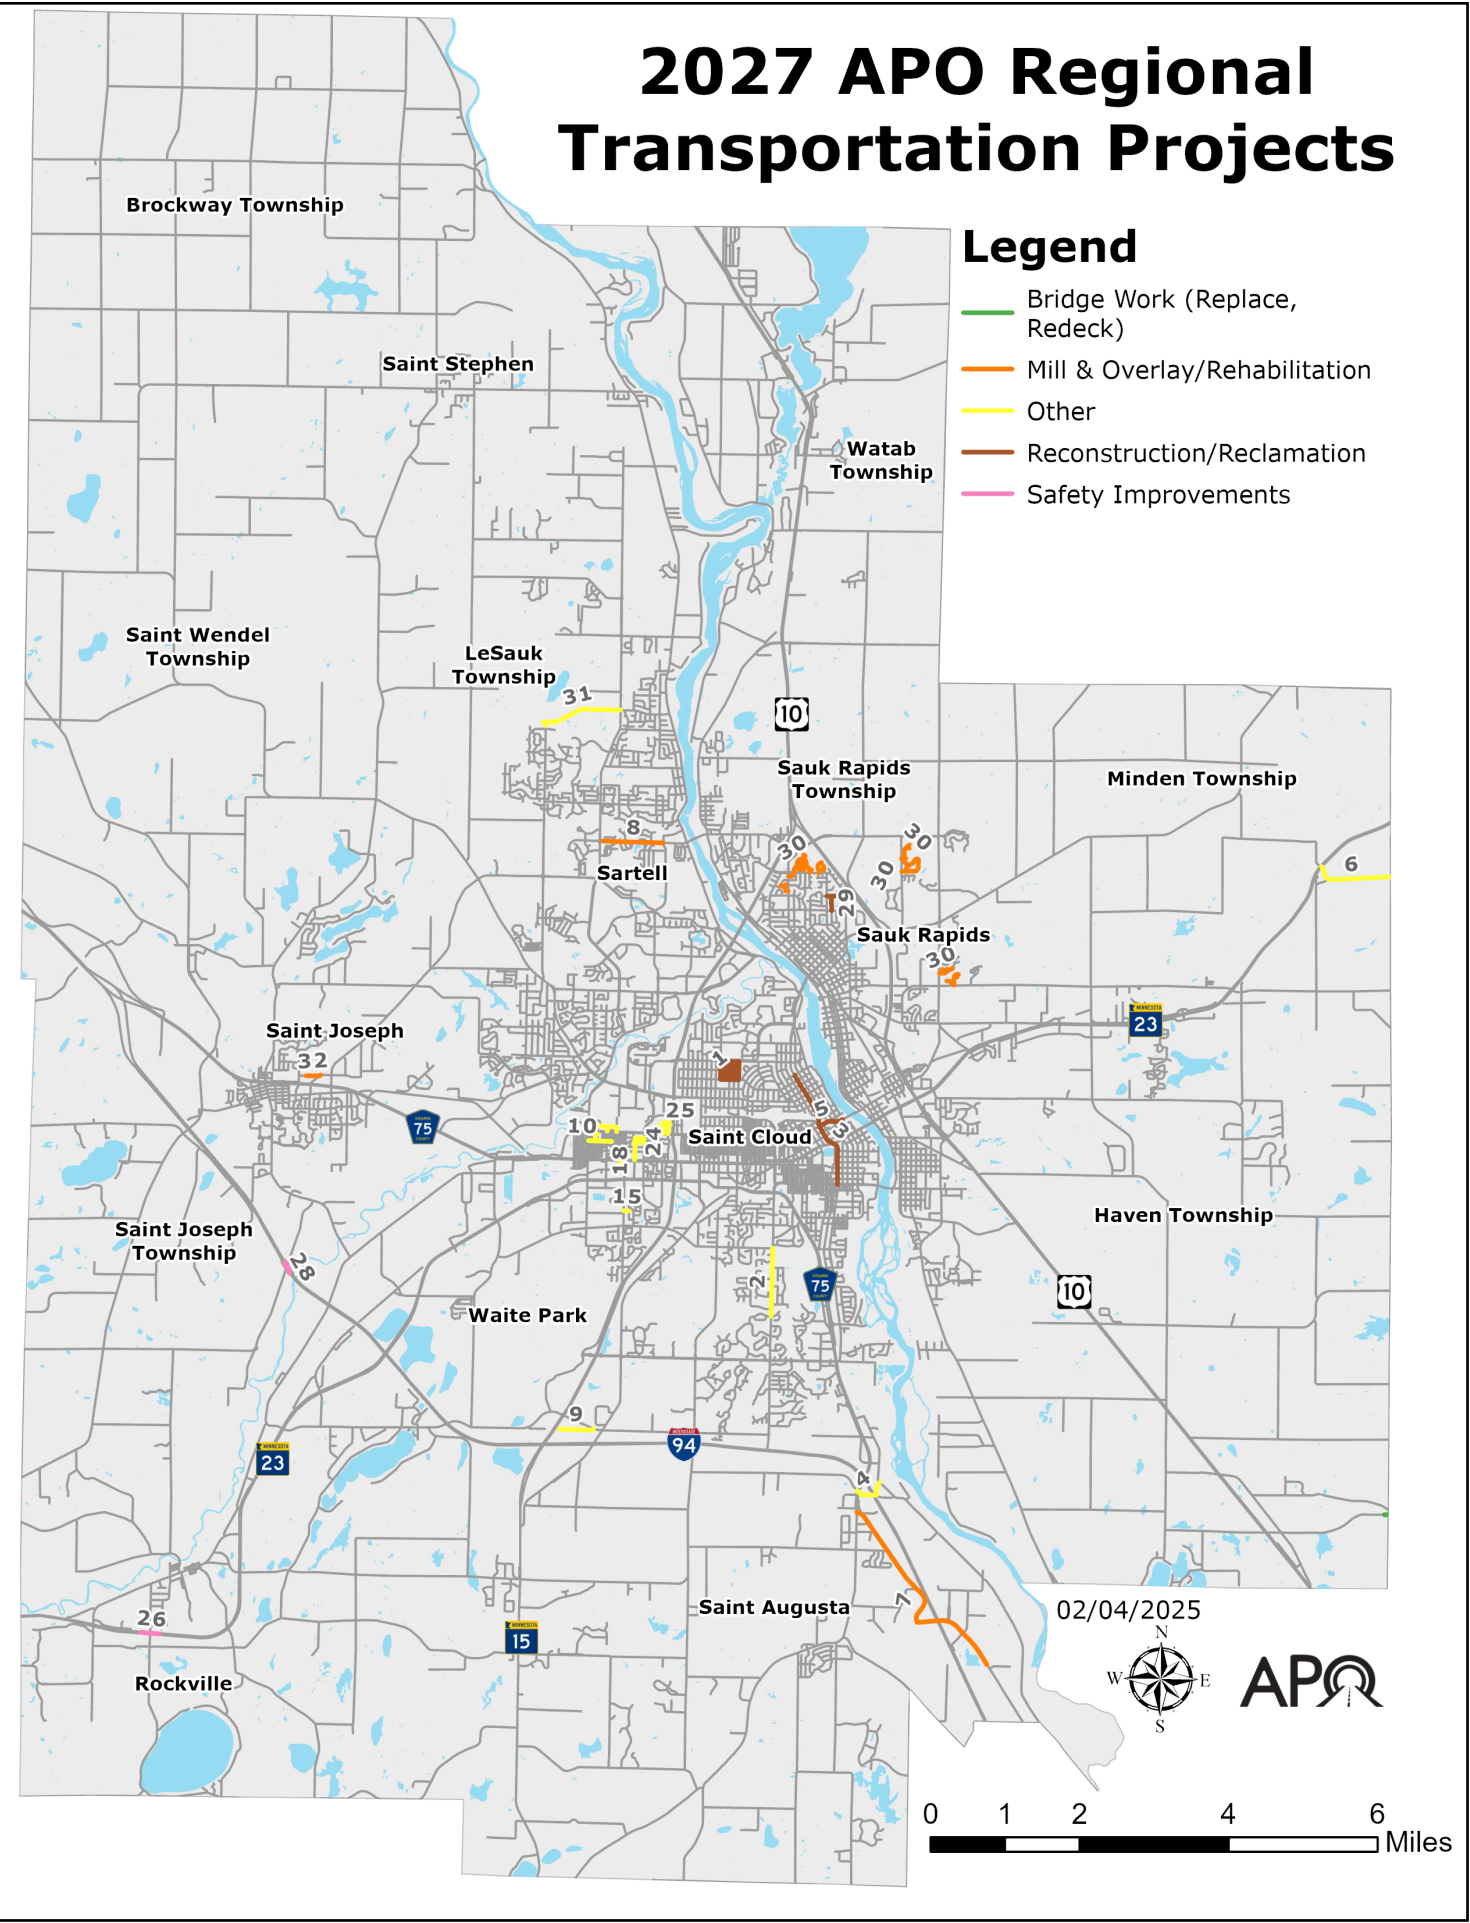 2027 APO Regional
Transportation Projects
Legend
Bridge Work (Replace,
Redeck)
Mill & Overlay/Rehabilitation
Other
Reconstruction/Reclamation
Safety Improvements
Brockway Township
Saint Stephen
Watab
Township
Saint Wendel
Township
LeSauk
Township
31
10
Sauk Rapids
Township
Minden Township
8
30
30
6
Sartell
30
29
Sauk Rapids
30
MINNESOTA
23
Saint Joseph
32
1
75
5
25
10
3
Saint Cloud
24
18
15
Saint Joseph
Township
Haven Township
28
2
75
10
Waite Park
9
INTERSTATE
94
MINNESOTA
23
4
7
Saint Augusta
02/04/2025
26
MINNESOTA
15
N
W
E
S
APO
Rockville
0 1 2 4 6
Miles